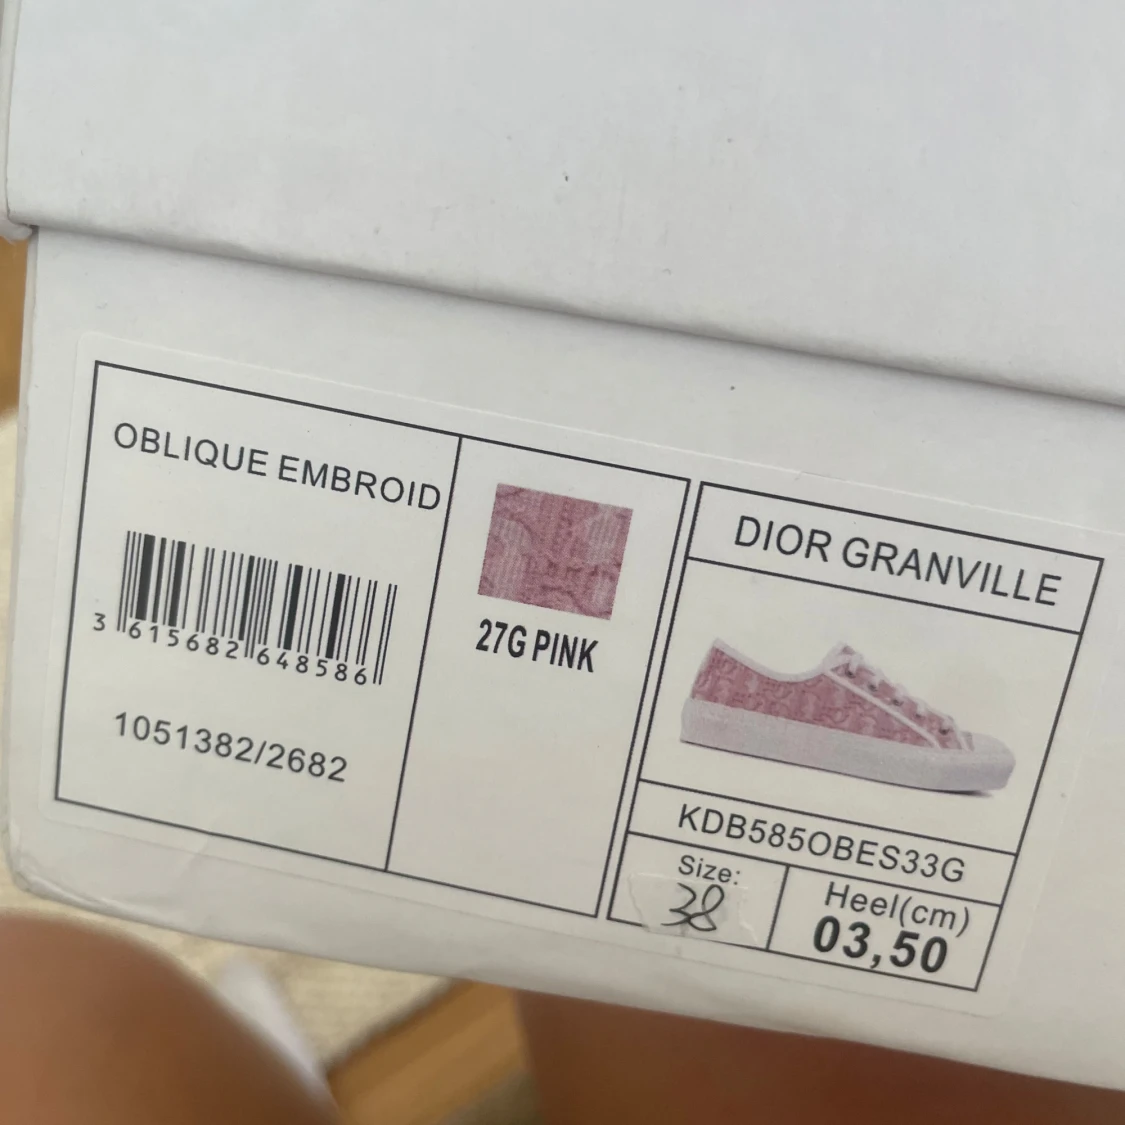 OBLIQUE EMBROID
3 615682 648586
1051382/2682
27G PINK
DIOR GRANVILLE
KDB585OBES33G
Size:
38
Heel(cm)
03,50